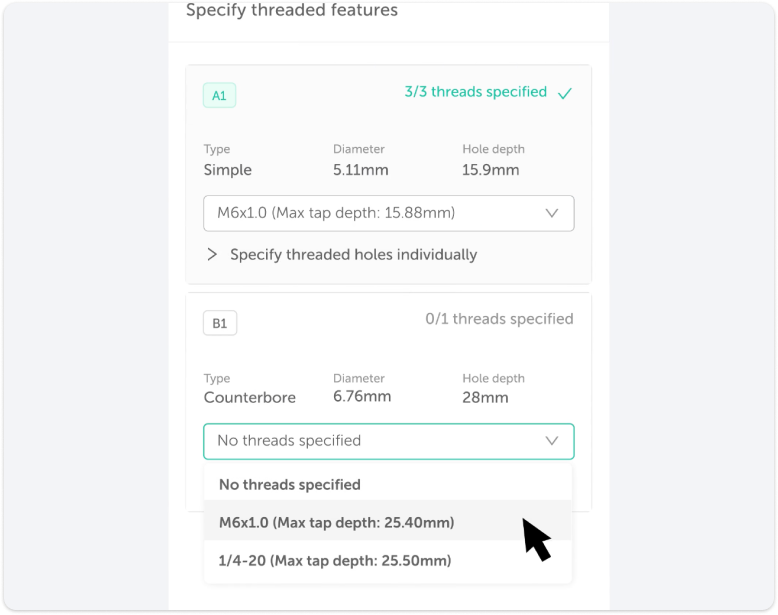 Specify threaded features
A1
3/3 threads specified
Type
Diameter
Hole depth
Simple
5.11mm
15.9mm
M6x1.0 (Max tap depth: 15.88mm)
Specify threaded holes individually
B1
0/1 threads specified
Type
Diameter
Hole depth
Counterbore
6.76mm
28mm
No threads specified
No threads specified
M6x1.0 (Max tap depth: 25.40mm)
1/4-20 (Max tap depth: 25.50mm)